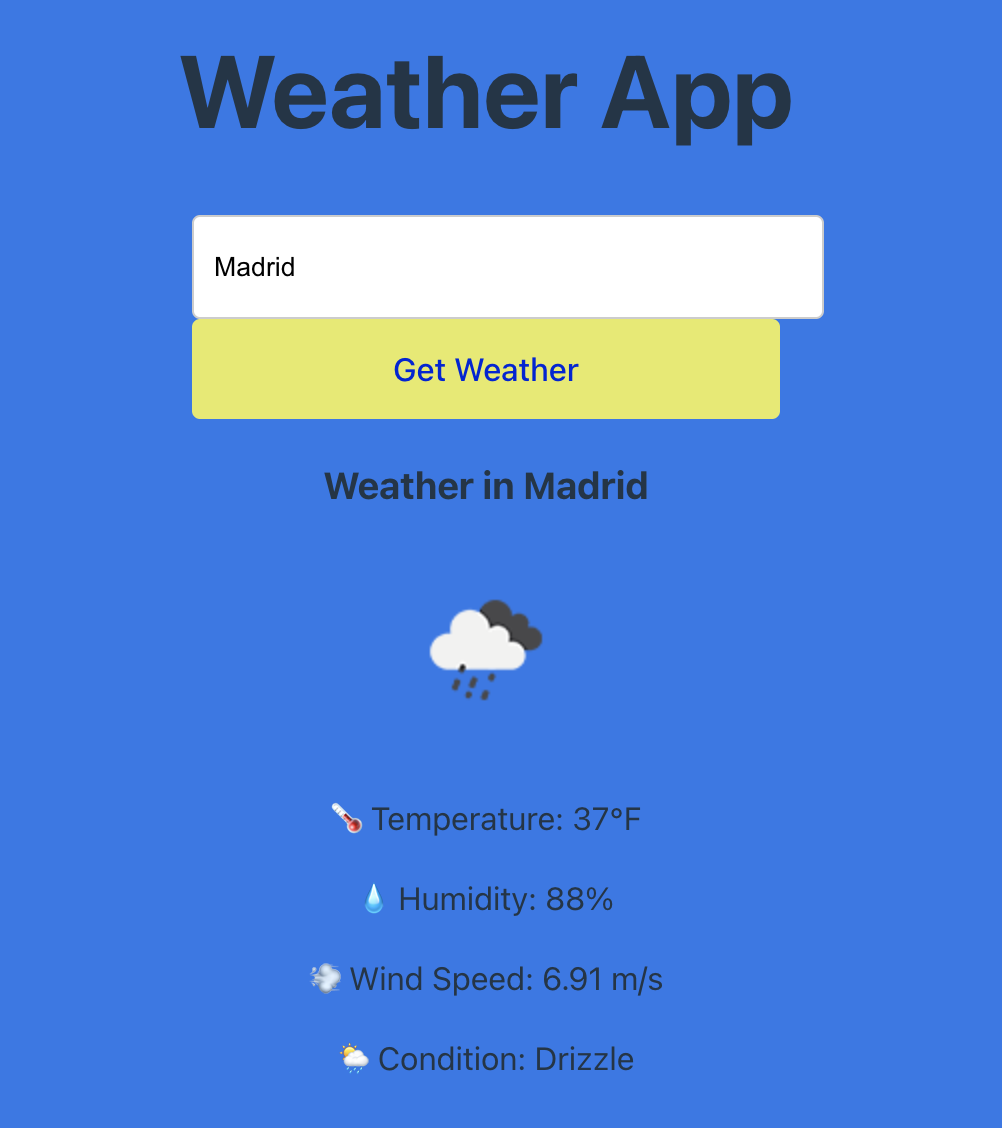 Weather App
Madrid
Get Weather
Weather in Madrid
🌡️ Temperature: 37°F
💧 Humidity: 88%
💨 Wind Speed: 6.91 m/s
🌦️ Condition: Drizzle